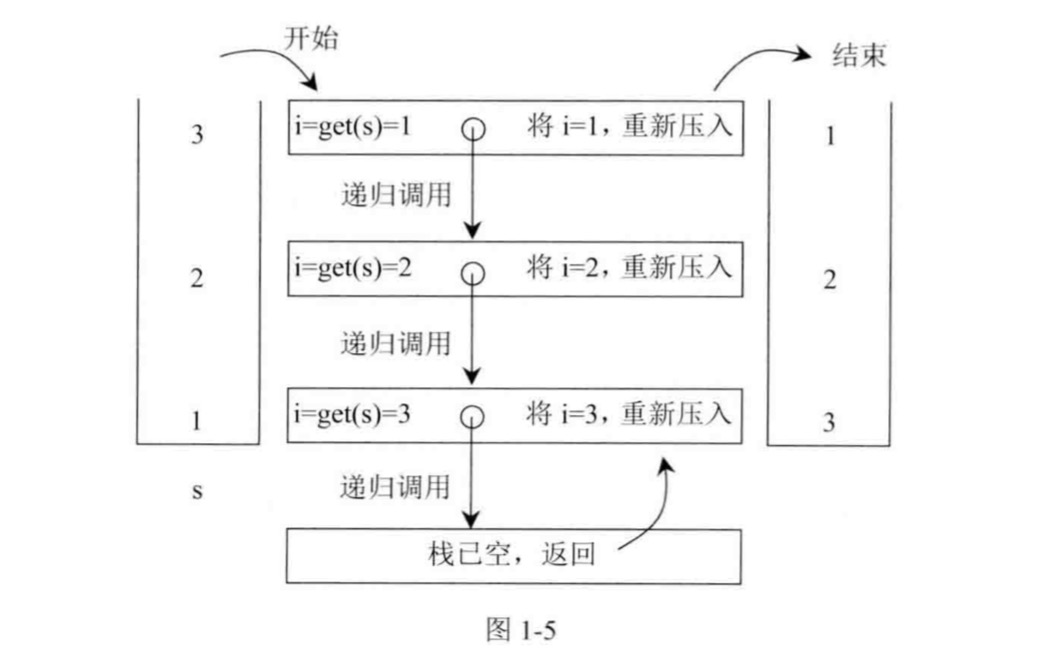 开始
结束
3
i=get(s)=1
将 i=1, 重新压入
1
递归调用
2
i=get(s)=2
将 i=2, 重新压入
2
递归调用
1
i=get(s)=3
将 i=3, 重新压入
3
s
递归调用
栈已空，返回
图 1-5